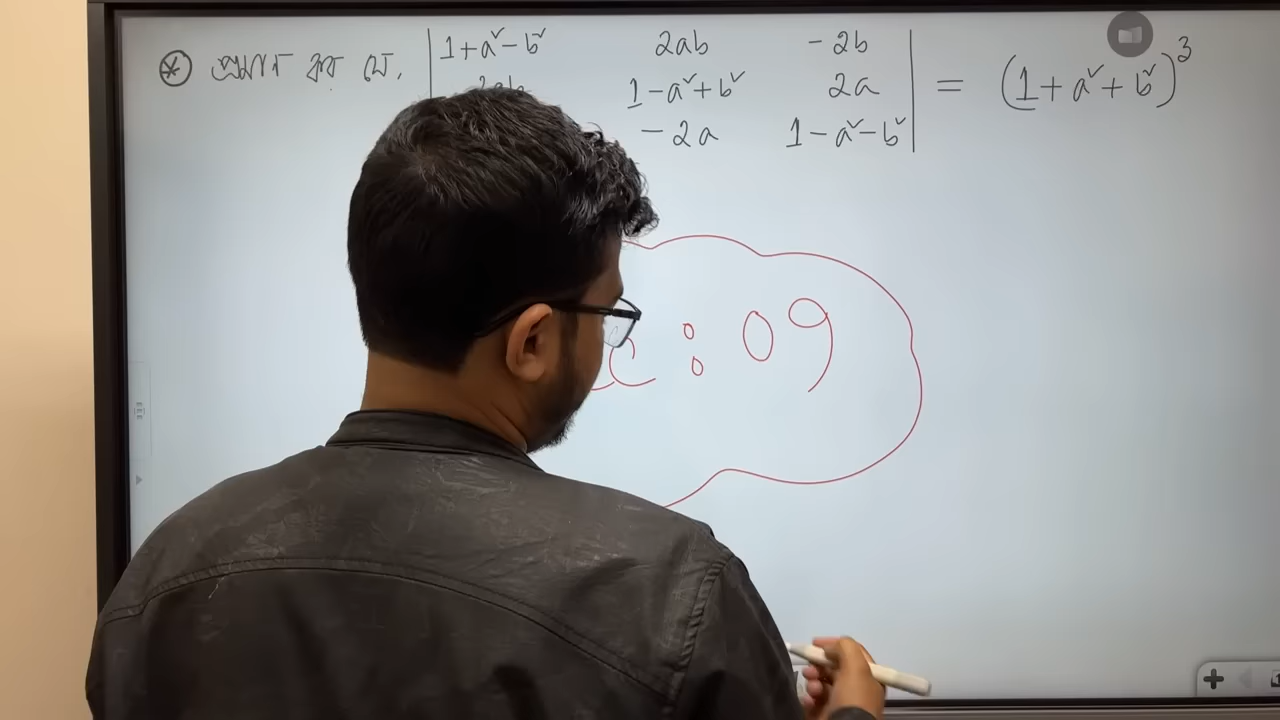 ⊛ প্রমাণ কর যে, | 1+a²-b² 2ab -2b |
2ab 1-a²+b² 2a | = (1+a²+b²)³
-2a 1-a²-b² |
: 09